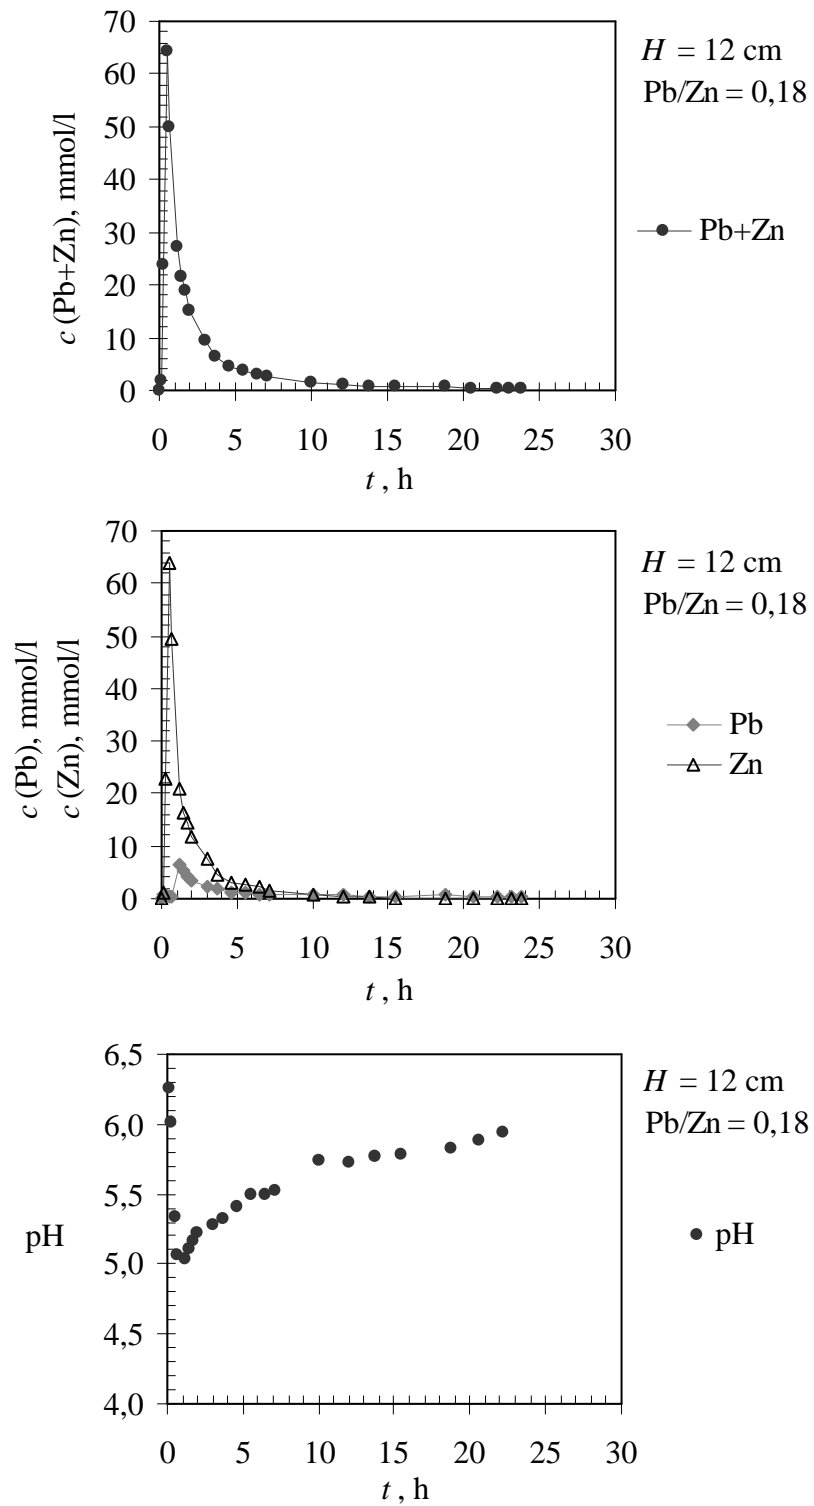 70
60
50
40
30
20
10
0
c (Pb+Zn), mmol/l
0 5 10 15 20 25 30
t , h
H = 12 cm
Pb/Zn = 0,18
Pb+Zn
70
60
50
40
30
20
10
0
c (Pb), mmol/l
c (Zn), mmol/l
0 5 10 15 20 25 30
t , h
H = 12 cm
Pb/Zn = 0,18
Pb
Zn
6,5
6,0
5,5
5,0
4,5
4,0
pH
0 5 10 15 20 25 30
t , h
H = 12 cm
Pb/Zn = 0,18
pH